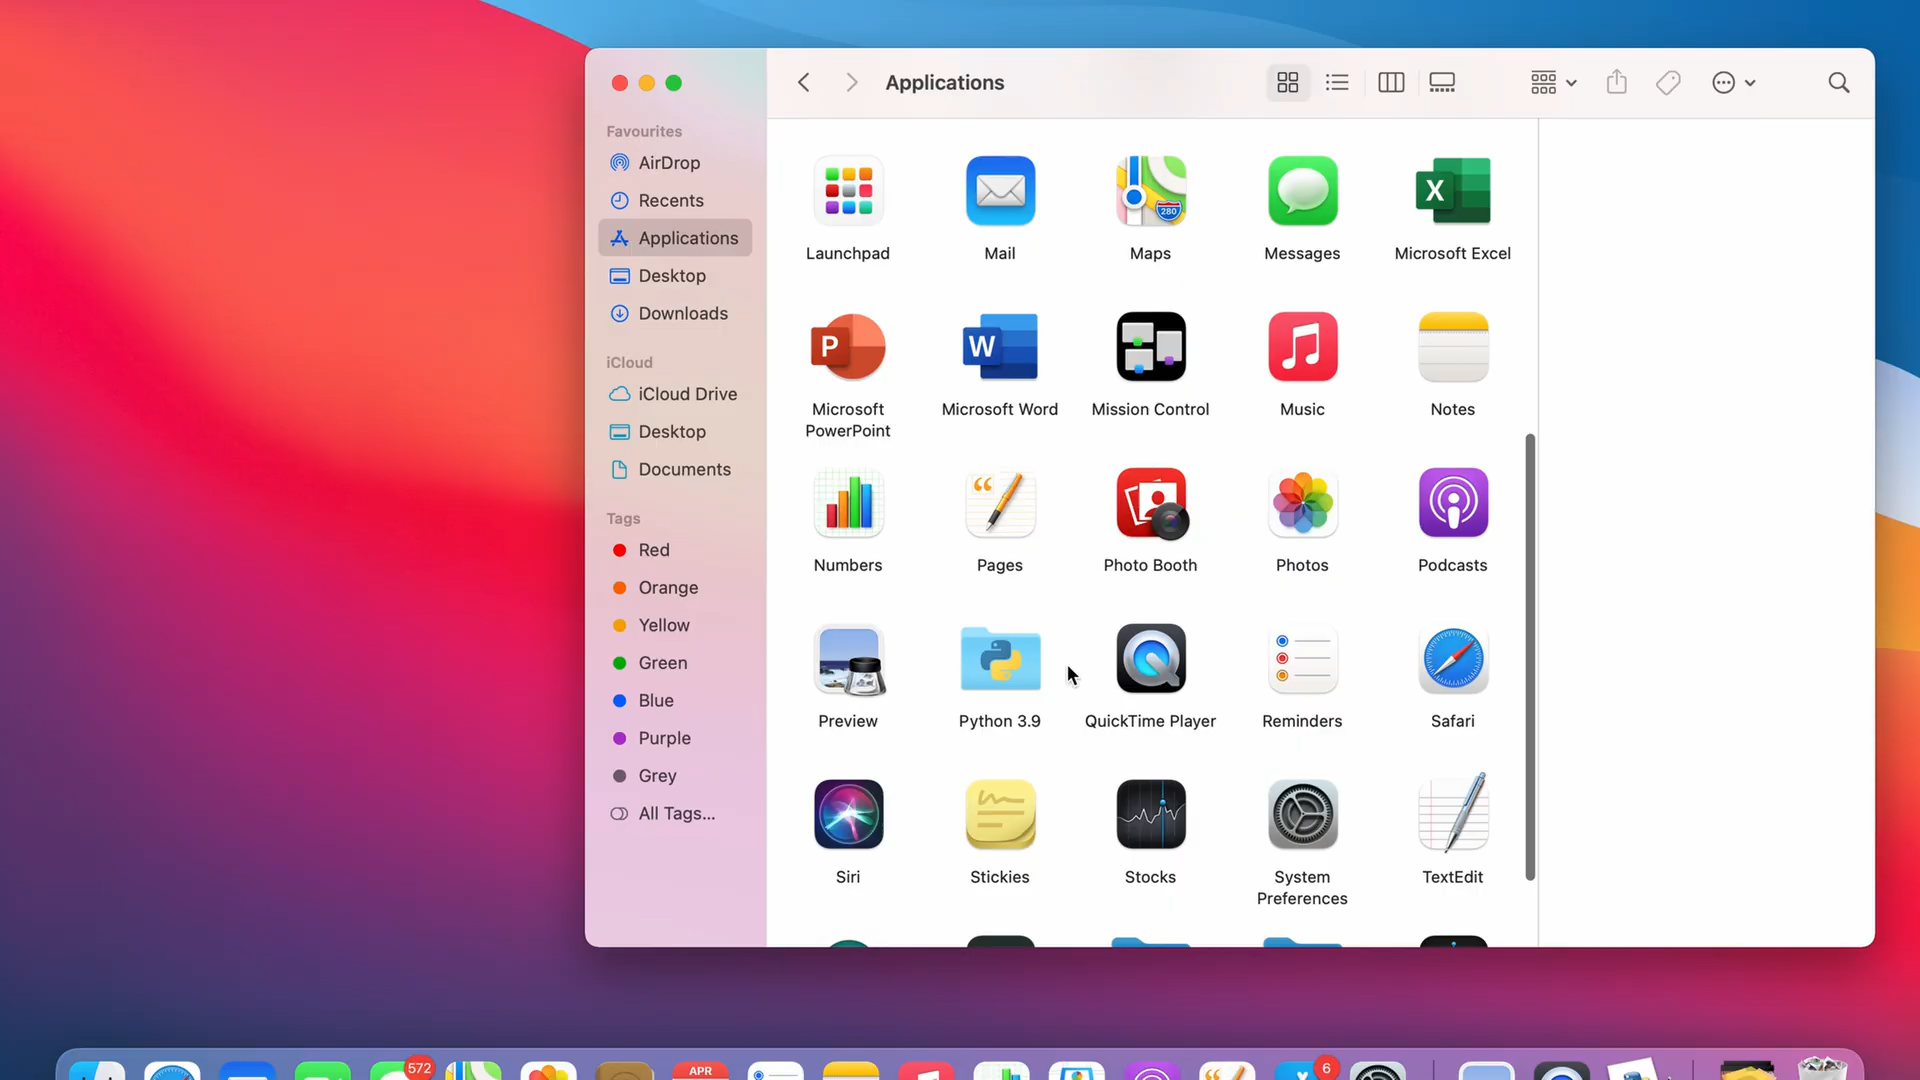 Applications
Favourites
AirDrop
Recents
Applications
Desktop
Downloads
iCloud
iCloud Drive
Desktop
Documents
Tags
Red
Orange
Yellow
Green
Blue
Purple
Grey
All Tags...
280
X
Launchpad
Mail
Maps
Messages
Microsoft Excel
P
W
Microsoft
PowerPoint
Microsoft Word
Mission Control
Music
Notes
Numbers
Pages
Photo Booth
Photos
Podcasts
Preview
Python 3.9
QuickTime Player
Reminders
Safari
Siri
Stickies
Stocks
System
Preferences
TextEdit
572
APR
6